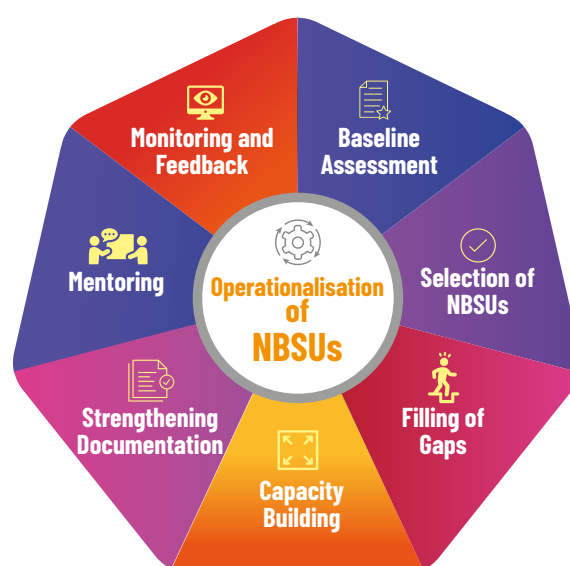 Operationalisation
of
NBSUs
Baseline
Assessment
Selection of
NBSUs
Filling of
Gaps
Capacity
Building
Strengthening
Documentation
Mentoring
Monitoring and
Feedback